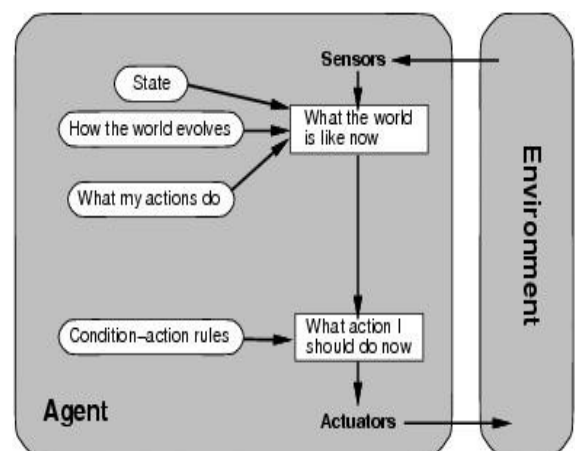 Sensors
State
What the world
is like now
How the world evolves
What my actions do
Environment
Condition–action rules
What action I
should do now
Agent
Actuators